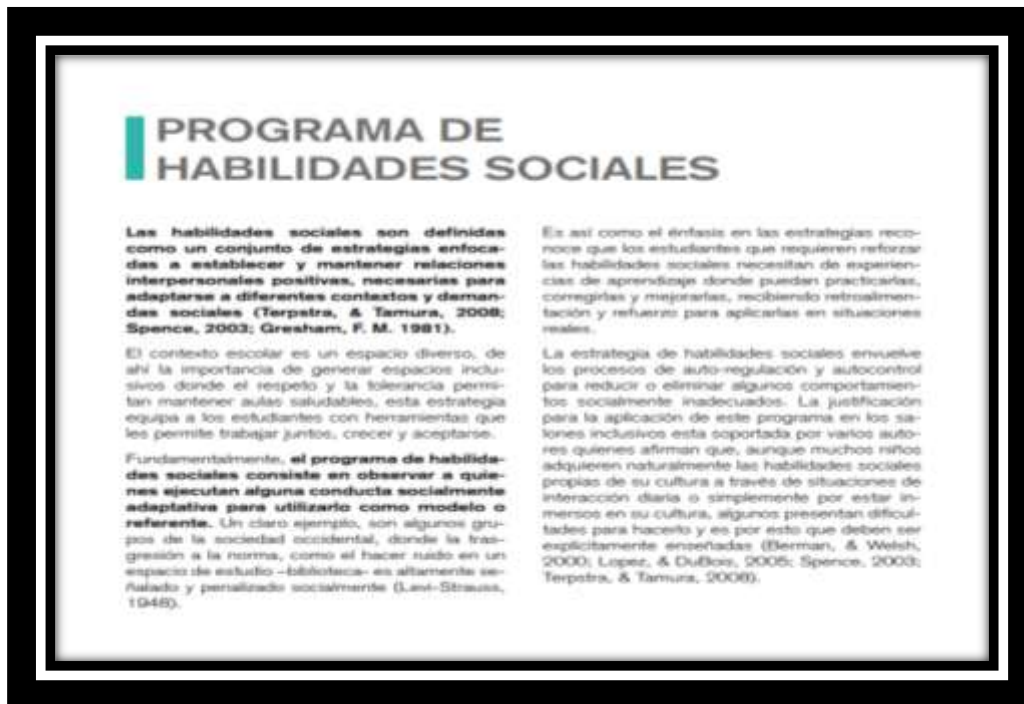 PROGRAMA DE
HABILIDADES SOCIALES
Las habilidades sociales son definidas
como un conjunto de estrategias enfoca-
das a establecer y mantener relaciones
interpersonales positivas, necesarias para
adaptarse a diferentes contextos y deman-
das sociales (Terpstra, & Tamura, 2008;
Spence, 2003; Gresham, F. M. 1981).
El contexto escolar es un espacio diverso, de
ahí la importancia de generar espacios inclu-
sivos donde el respeto y la tolerancia permi-
tan mantener aulas saludables, esta estrategia
equipa a los estudiantes con herramientas que
les permite trabajar juntos, crecer y aceptarse.
Fundamentalmente, el programa de habilida-
des sociales consiste en observar a quie-
nes ejecutan alguna conducta socialmente
adaptativa para utilizarlo como modelo o
referente. Un claro ejemplo, son algunos gru-
pos de la sociedad occidental, donde la tras-
gresión a la norma, como el hacer ruido en un
espacio de estudio –biblioteca- es altamente se-
ñalado y penalizado socialmente (Levi-Strauss,
1948).
Es así como el énfasis en las estrategias reco-
noce que los estudiantes que requieren reforzar
las habilidades sociales necesitan de experien-
cias de aprendizaje donde puedan practicarlas,
corregirlas y mejorarlas, recibiendo retroalimen-
tación y refuerzo para aplicarlas en situaciones
reales.
La estrategia de habilidades sociales envuelve
los procesos de auto-regulación y autocontrol
para reducir o eliminar algunos comportamien-
tos socialmente inadecuados. La justificación
para la aplicación de este programa en los sa-
lones inclusivos esta soportada por varios auto-
res quienes afirman que, aunque muchos niños
adquieren naturalmente las habilidades sociales
propias de su cultura a través de situaciones de
interacción diaria o simplemente por estar in-
mersos en su cultura, algunos presentan dificul-
tades para hacerlo y es por esto que deben ser
explícitamente enseñadas (Berman, & Welsh,
2000; Lopez, & DuBois, 2005; Spence, 2003;
Terpstra, & Tamura, 2008).